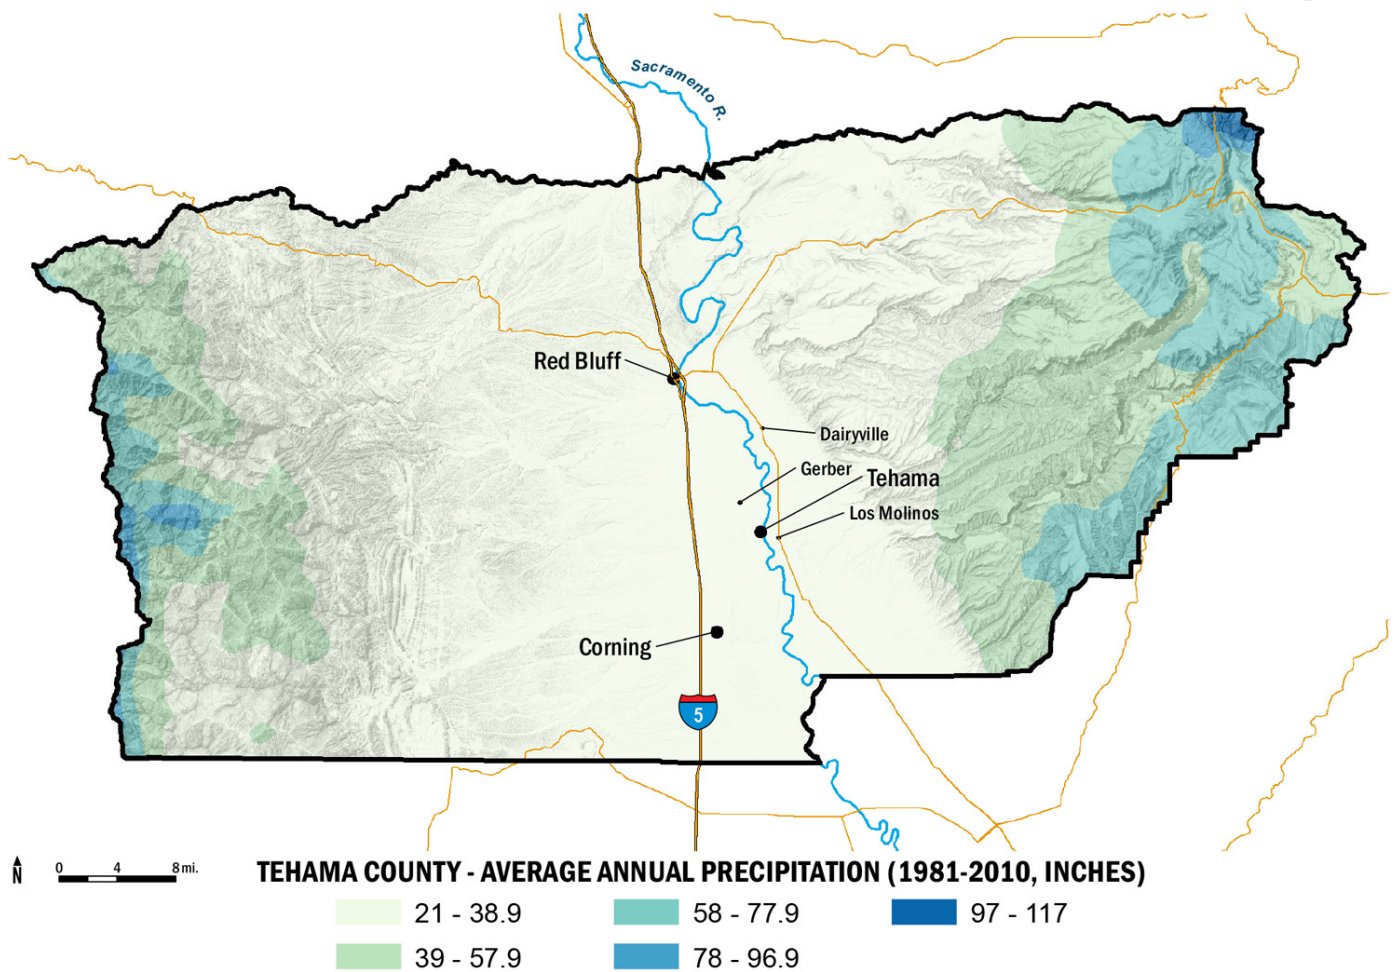 Sacramento R.
Red Bluff
Dairyville
Gerber
Tehama
Los Molinos
Corning
5
N
0 4 8 mi.
TEHAMA COUNTY - AVERAGE ANNUAL PRECIPITATION (1981-2010, INCHES)
21 - 38.9
58 - 77.9
97 - 117
39 - 57.9
78 - 96.9